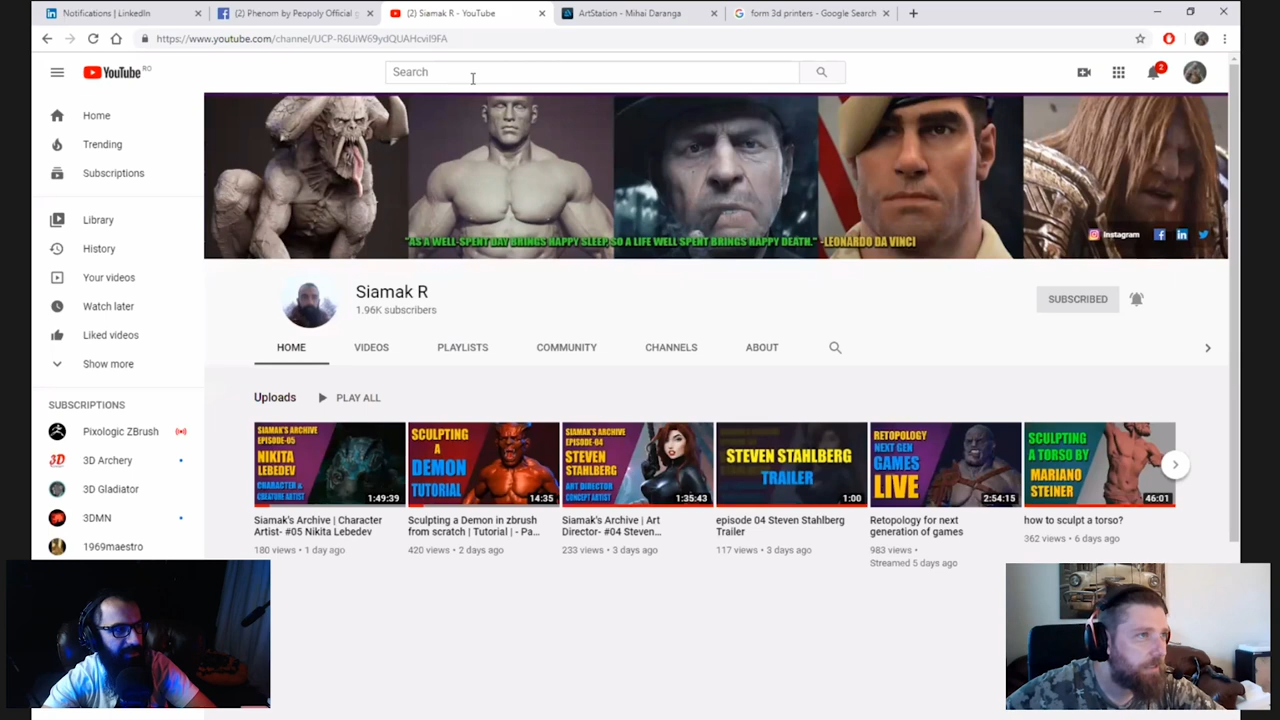 Notifications | LinkedIn
(2) Phenom by Peopoly Official g
(2) Siamak R - YouTube
ArtStation - Mihai Daranga
form 3d printers - Google Search
https://www.youtube.com/channel/UCP-R6UiW69ydQUAHcviI9FA
YouTube RO
Search
2
Home
Trending
Subscriptions
Library
History
Your videos
Watch later
Liked videos
Show more
SUBSCRIPTIONS
Pixologic ZBrush
3D Archery
3D Gladiator
3DMN
1969maestro
"AS A WELL-SPENT DAY BRINGS HAPPY SLEEP, SO A LIFE WELL SPENT BRINGS HAPPY DEATH." -LEONARDO DA VINCI
Instagram
Siamak R
1.96K subscribers
SUBSCRIBED
HOME VIDEOS PLAYLISTS COMMUNITY CHANNELS ABOUT
Uploads PLAY ALL
SIAMAK'S ARCHIVE
EPISODE-05
NIKITA
LEBEDEV
CHARACTER &
CREATURE ARTIST
1:49:39
Siamak's Archive | Character
Artist- #05 Nikita Lebedev
180 views • 1 day ago
SCULPTING
A
DEMON
TUTORIAL
14:35
Sculpting a Demon in zbrush
from scratch | Tutorial | - Pa...
420 views • 2 days ago
SIAMAK'S ARCHIVE
EPISODE-04
STEVEN
STAHLBERG
ART DIRECTOR
CONCEPT ARTIST
1:35:43
Siamak's Archive | Art
Director- #04 Steven...
233 views • 3 days ago
STEVEN STAHLBERG
TRAILER
1:00
episode 04 Steven Stahlberg
Trailer
117 views • 3 days ago
RETOPOLOGY
NEXT GEN
GAMES
LIVE
2:54:15
Retopology for next
generation of games
983 views •
Streamed 5 days ago
SCULPTING
A TORSO BY
MARIANO
STEINER
46:01
how to sculpt a torso?
362 views • 6 days ago